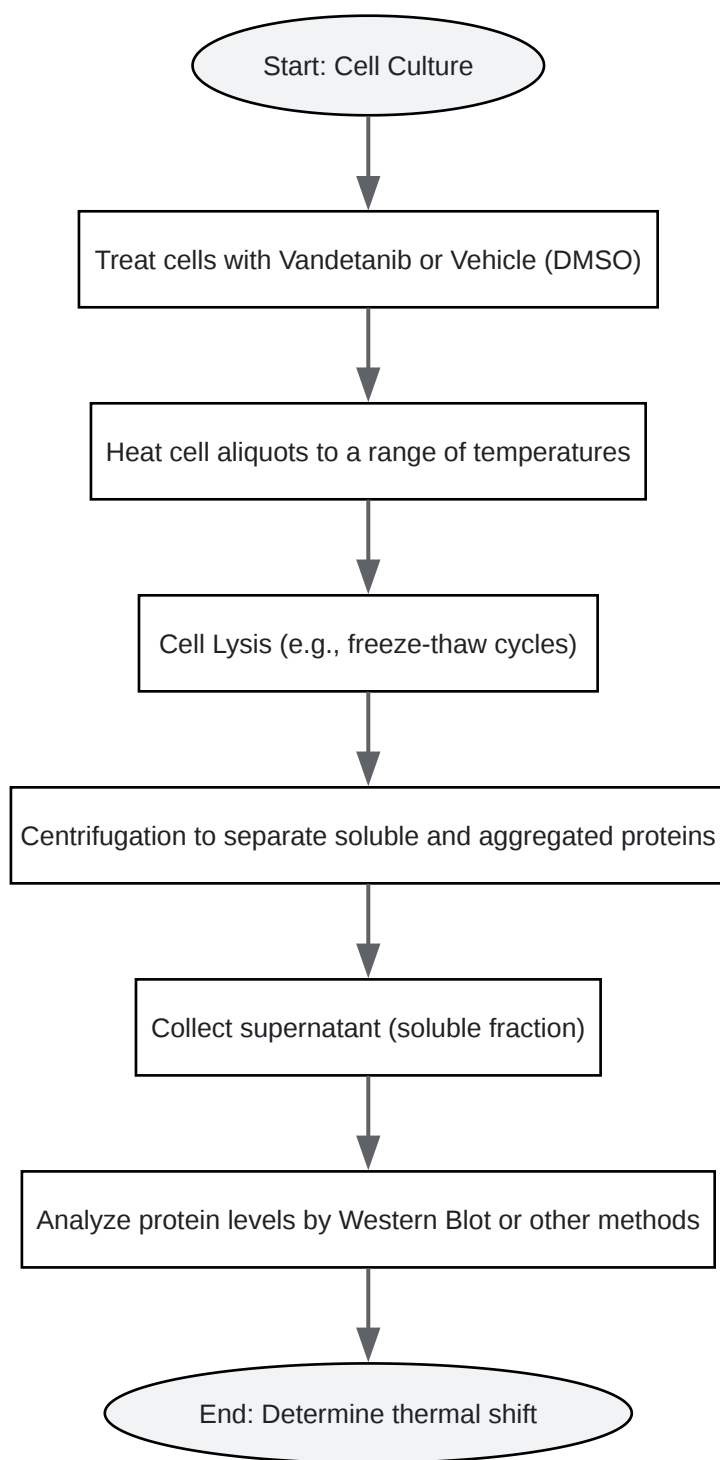 Start: Cell Culture
Treat cells with Vandetanib or Vehicle (DMSO)
Heat cell aliquots to a range of temperatures
Cell Lysis (e.g., freeze-thaw cycles)
Centrifugation to separate soluble and aggregated proteins
Collect supernatant (soluble fraction)
Analyze protein levels by Western Blot or other methods
End: Determine thermal shift